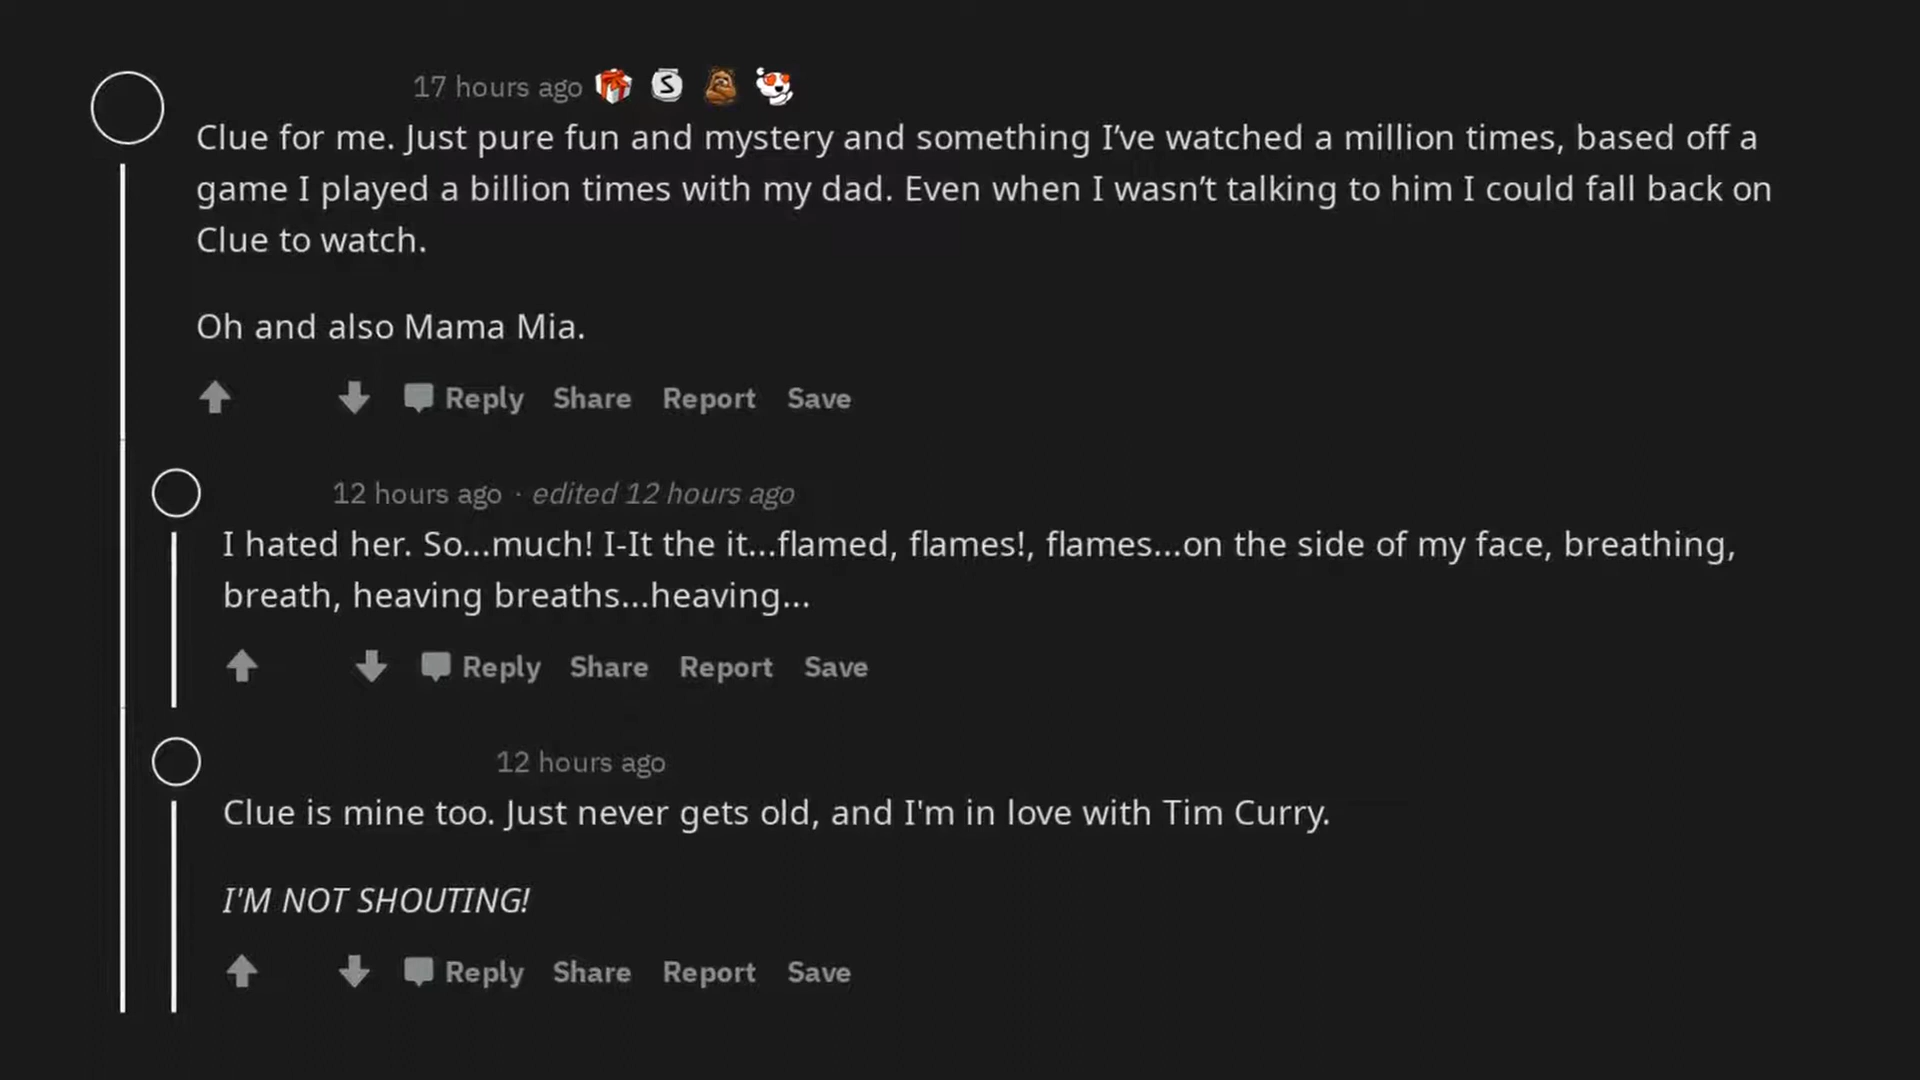 17 hours ago
Clue for me. Just pure fun and mystery and something I’ve watched a million times, based off a
game I played a billion times with my dad. Even when I wasn’t talking to him I could fall back on
Clue to watch.
Oh and also Mama Mia.
Reply Share Report Save
12 hours ago · edited 12 hours ago
I hated her. So...much! I-It the it...flamed, flames!, flames...on the side of my face, breathing,
breath, heaving breaths...heaving...
Reply Share Report Save
12 hours ago
Clue is mine too. Just never gets old, and I'm in love with Tim Curry.
I'M NOT SHOUTING!
Reply Share Report Save